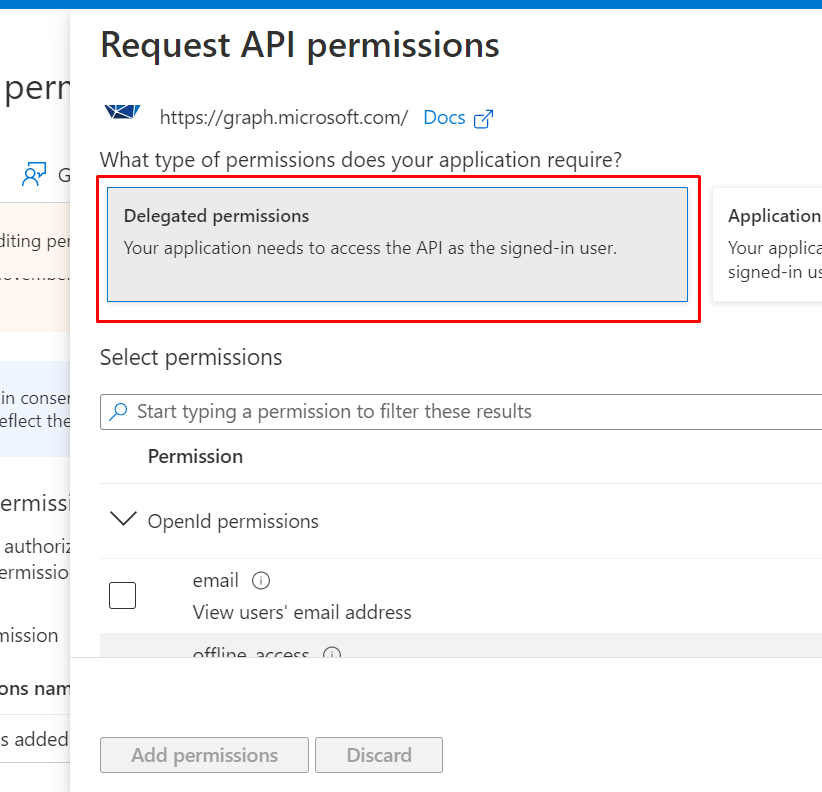 Request API permissions
perm
https://graph.microsoft.com/ Docs
What type of permissions does your application require?
G
Delegated permissions
Your application needs to access the API as the signed-in user.
Application
Your applica
signed-in us
diting per
Select permissions
in conser
eflect the
Start typing a permission to filter these results
Permission
ermissi
OpenId permissions
authoriz
ermissio
email
View users' email address
mission
offline_access
ons nam
s added
Add permissions
Discard